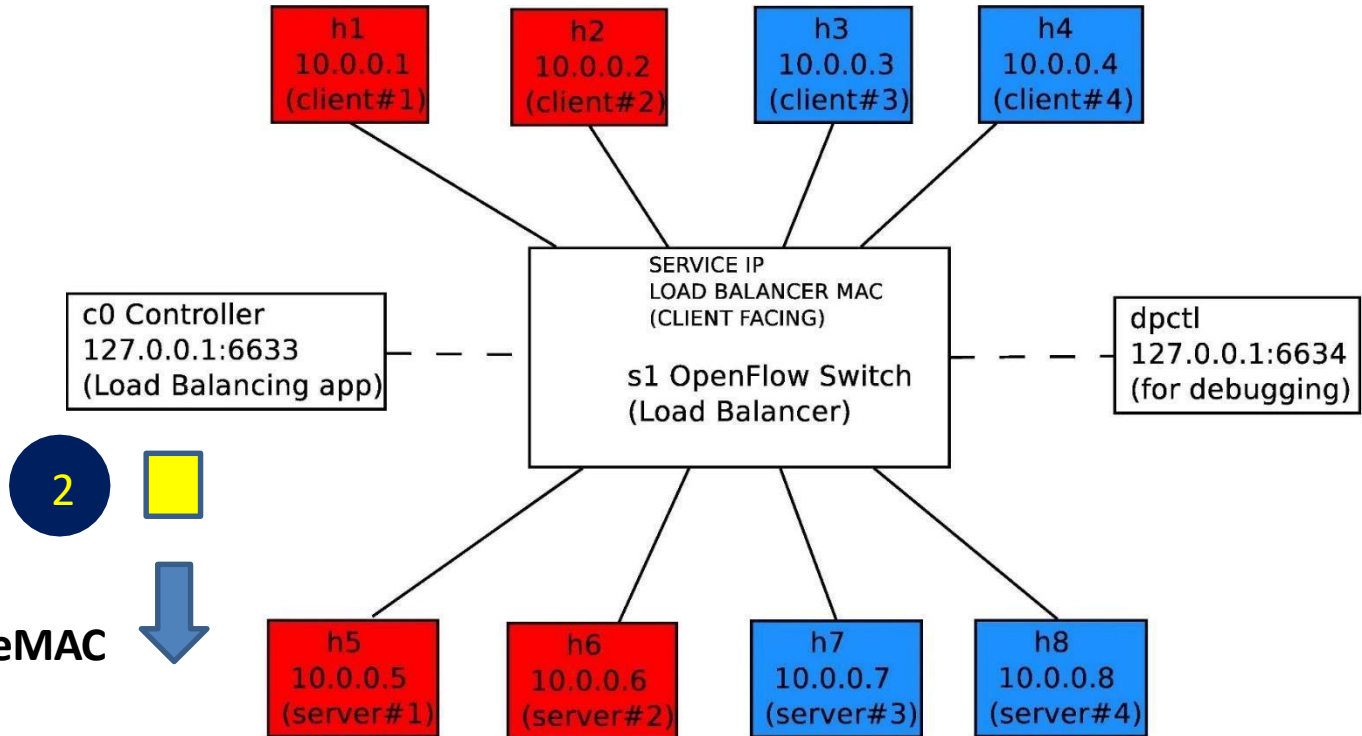 h1
10.0.0.1
(client#1)
h2
10.0.0.2
(client#2)
h3
10.0.0.3
(client#3)
h4
10.0.0.4
(client#4)
SERVICE IP
LOAD BALANCER MAC
(CLIENT FACING)
s1 OpenFlow Switch
(Load Balancer)
c0 Controller
127.0.0.1:6633
(Load Balancing app)
dpctl
127.0.0.1:6634
(for debugging)
2
eMAC
h5
10.0.0.5
(server#1)
h6
10.0.0.6
(server#2)
h7
10.0.0.7
(server#3)
h8
10.0.0.8
(server#4)